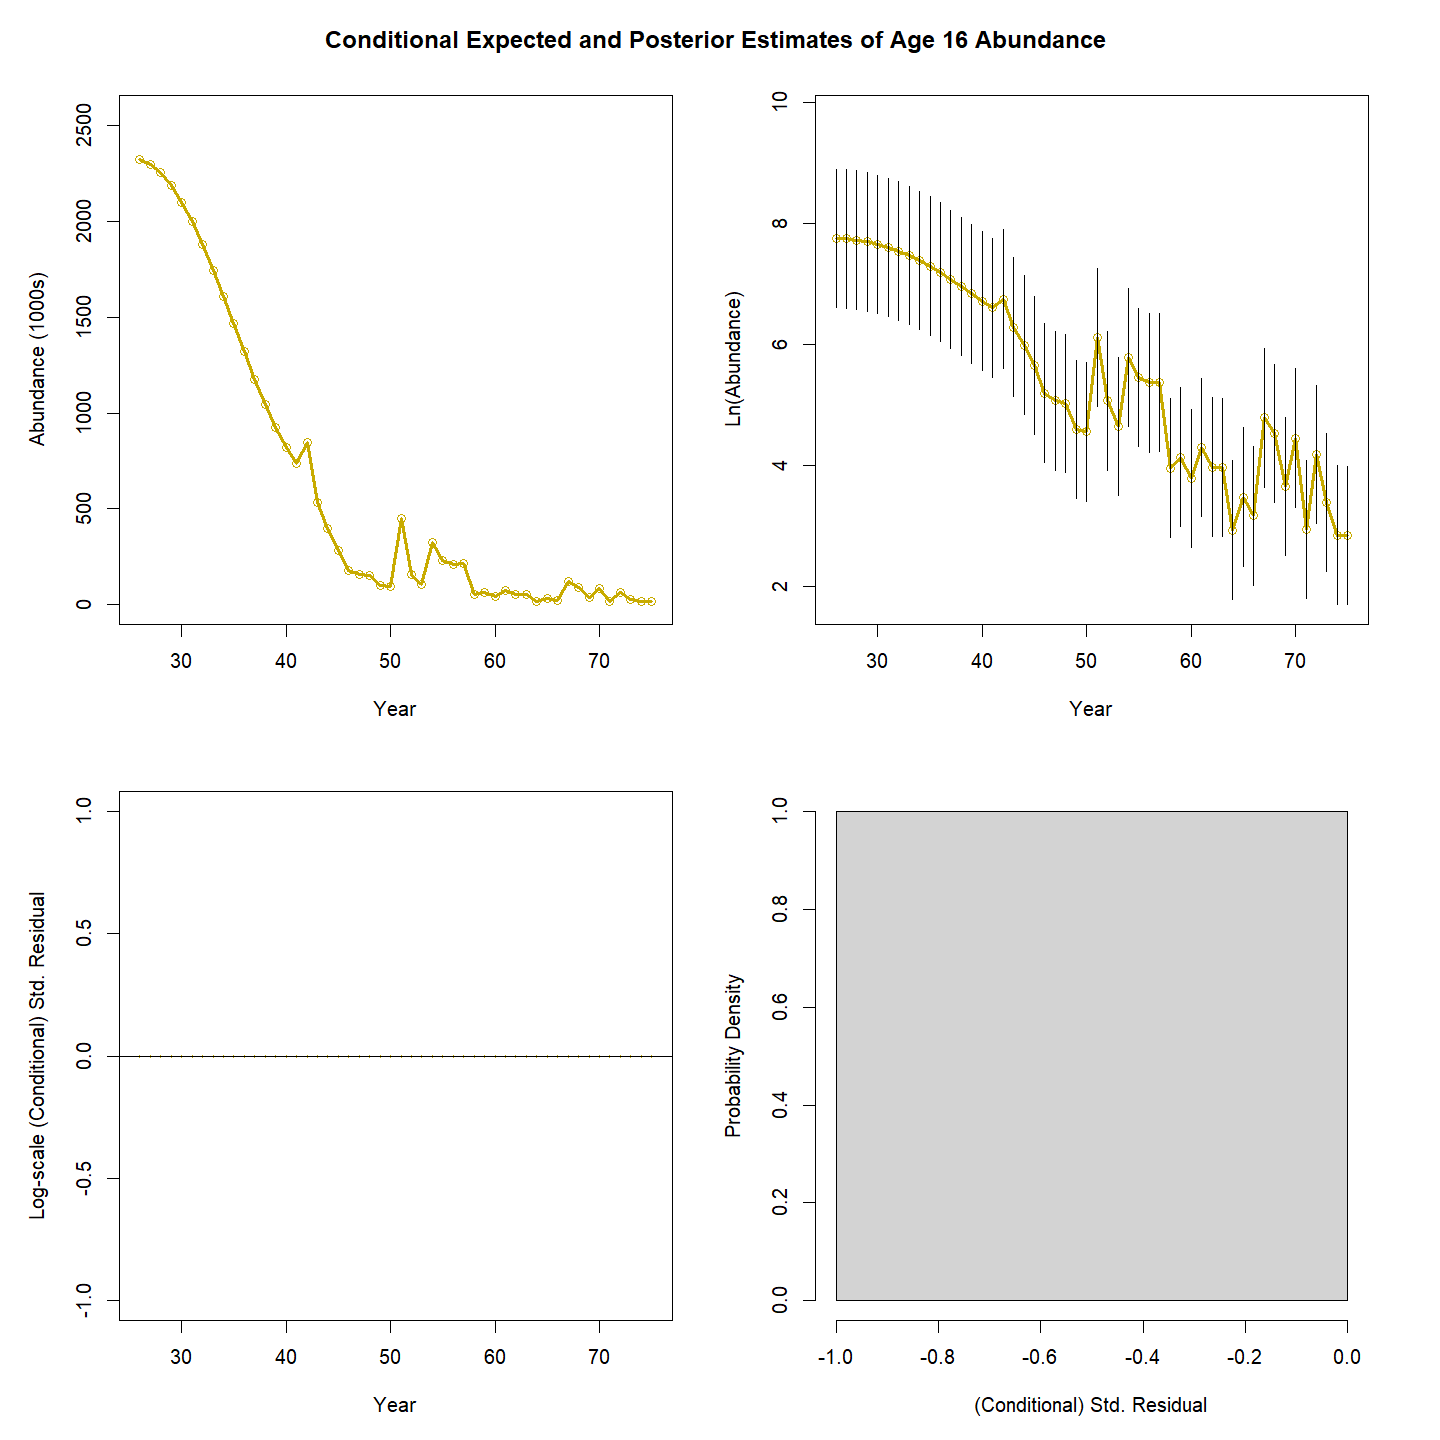 Conditional Expected and Posterior Estimates of Age 16 Abundance
Abundance (1000s)
2500
2000
1500
1000
500
0
30 40 50 60 70
Year
Ln(Abundance)
10
8
6
4
2
30 40 50 60 70
Year
Log-scale (Conditional) Std. Residual
1.0
0.5
0.0
-0.5
-1.0
30 40 50 60 70
Year
Probability Density
1.0
0.8
0.6
0.4
0.2
0.0
-1.0 -0.8 -0.6 -0.4 -0.2 0.0
(Conditional) Std. Residual